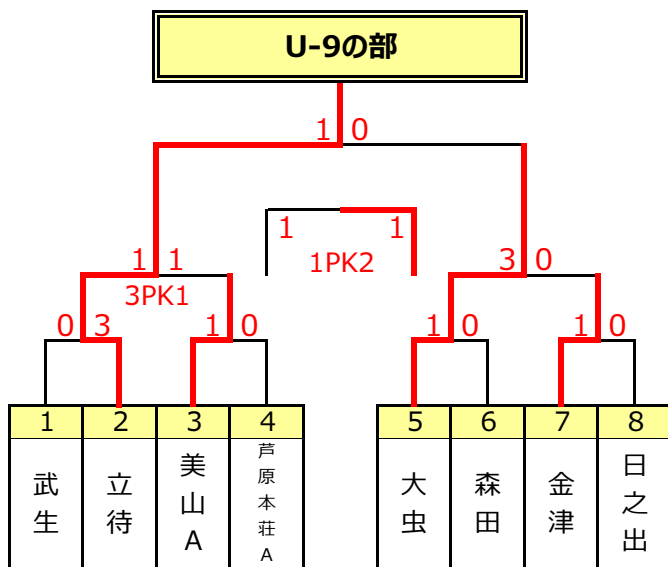 U-9の部
1 0
1 1
1PK2
1 1
3 0
3PK1
0 3
1 0
1 0
1 0
1 2 3 4 5 6 7 8
武生
立待
美山A
芦原本荘A
大虫
森田
金津
日之出